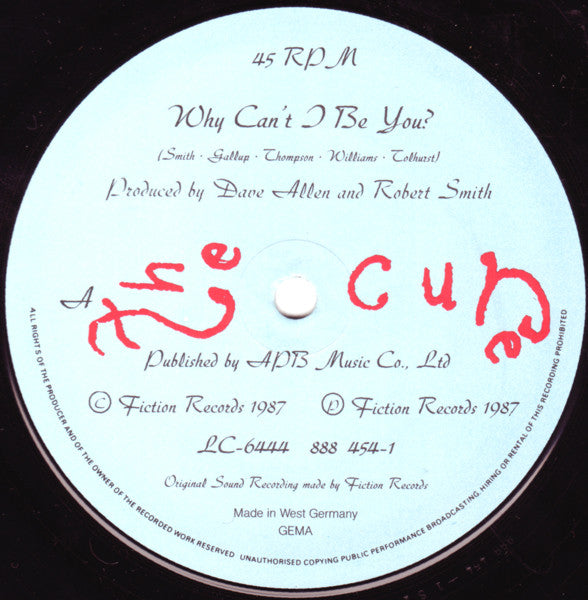 45 RPM
Why Can't I Be You?
(Smith · Gallup · Thompson · Williams · Tolhurst)
Produced by Dave Allen and Robert Smith
The Cure
A
Published by APB Music Co., Ltd
© Fiction Records 1987 ℗ Fiction Records 1987
LC-6444 888 454-1
Original Sound Recording made by Fiction Records
Made in West Germany
GEMA
ALL RIGHTS OF THE PRODUCER AND OF THE OWNER OF THE RECORDED WORK RESERVED UNAUTHORISED COPYING PUBLIC PERFORMANCE BROADCASTING, HIRING OR RENTAL OF THIS RECORDING PROHIBITED